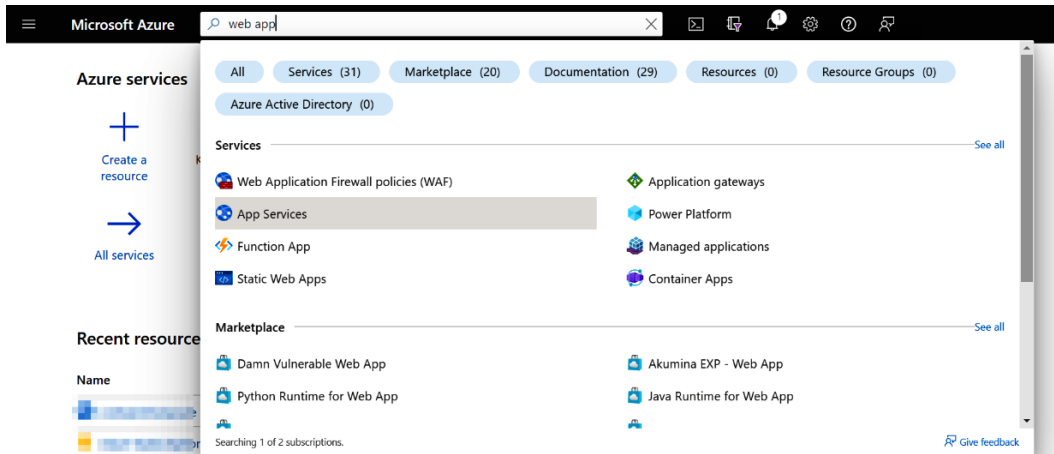 Microsoft Azure
web app
1
Azure services
Create a
resource
All services
Recent resource
Name
All
Services (31)
Marketplace (20)
Documentation (29)
Resources (0)
Resource Groups (0)
Azure Active Directory (0)
Services
See all
Web Application Firewall policies (WAF)
Application gateways
App Services
Power Platform
Function App
Managed applications
Static Web Apps
Container Apps
Marketplace
See all
Damn Vulnerable Web App
Akumina EXP - Web App
Python Runtime for Web App
Java Runtime for Web App
Searching 1 of 2 subscriptions.
Give feedback